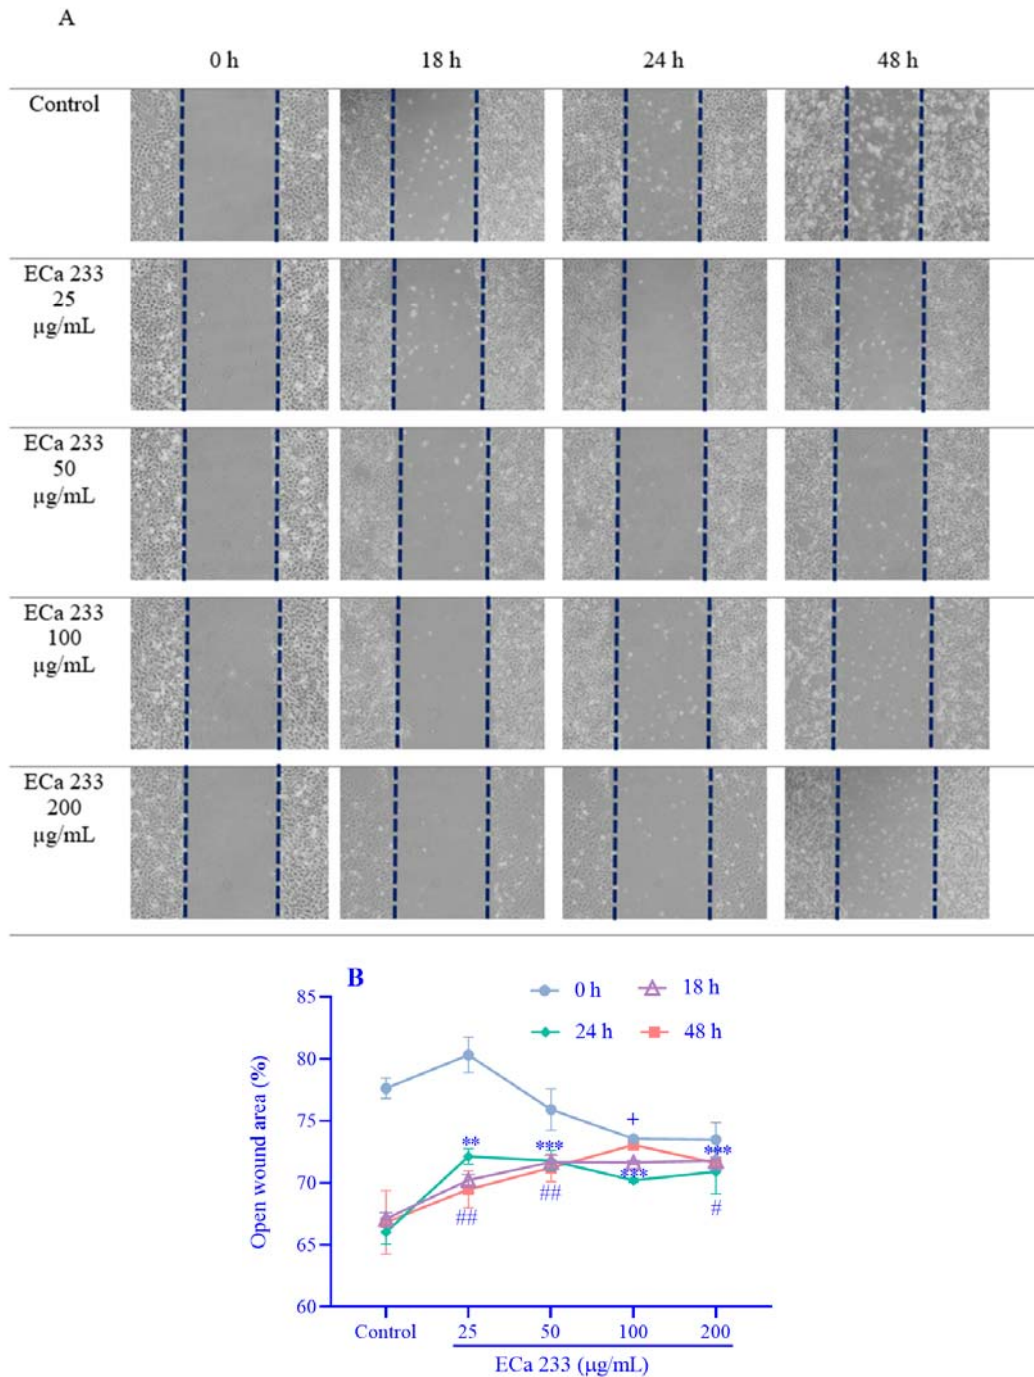 A
0 h 18 h 24 h 48 h
Control
ECa 233
25
µg/mL
ECa 233
50
µg/mL
ECa 233
100
µg/mL
ECa 233
200
µg/mL
B
0 h 18 h
24 h 48 h
Open wound area (%)
85
80
75
70
65
60
+
** *** *** ***
## ## #
Control 25 50 100 200
ECa 233 (µg/mL)